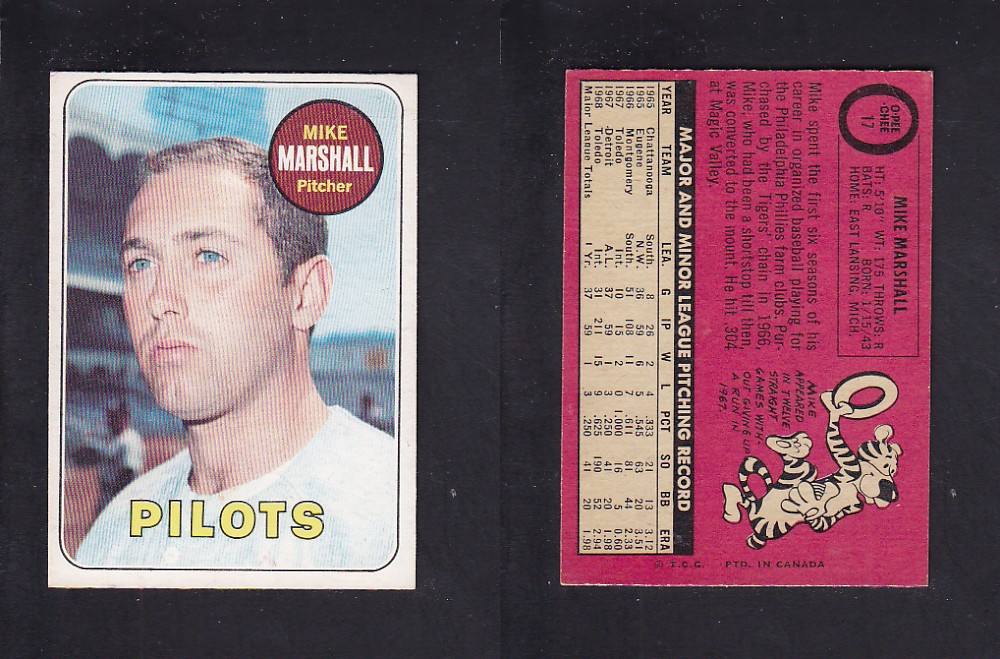 MIKE
MARSHALL
Pitcher
PILOTS
O-PEE
-CHEE
17
MIKE MARSHALL
HT: 5'10" WT: 175 THROWS: R
BATS: R BORN: 1/15/43
HOME: EAST LANSING, MICH.
Mike spent the first six seasons of his
career in organized baseball playing for
the Philadelphia Phillies farm clubs. Pur-
chased by the Tigers' chain in 1966,
Mike, who had been a shortstop till then,
was converted to the mount. He hit .304
at Magic Valley.
MIKE
APPEARED
IN TWELVE
STRAIGHT
GAMES WITH-
OUT GIVING UP
A RUN IN
1967.
MAJOR AND MINOR LEAGUE PITCHING RECORD
YEAR TEAM LEA. G IP W L PCT SO BB ERA
1965 Chattanooga South. 8 26 2 4 .333 21 13 3.12
1965 Eugene N.W. 36 59 6 5 .545 63 20 3.51
1966 Montgomery South. 51 108 11 7 .611 81 44 2.33
1967 Toledo Int. 10 15 2 0 1.000 16 5 0.60
1967 Detroit A.L. 37 59 1 3 .250 41 20 1.98
1968 Toledo Int. 31 211 15 9 .625 190 52 2.94
Major League Totals 1 Yr. 37 59 1 3 .250 41 20 1.98
© T.C.G. PTD. IN CANADA